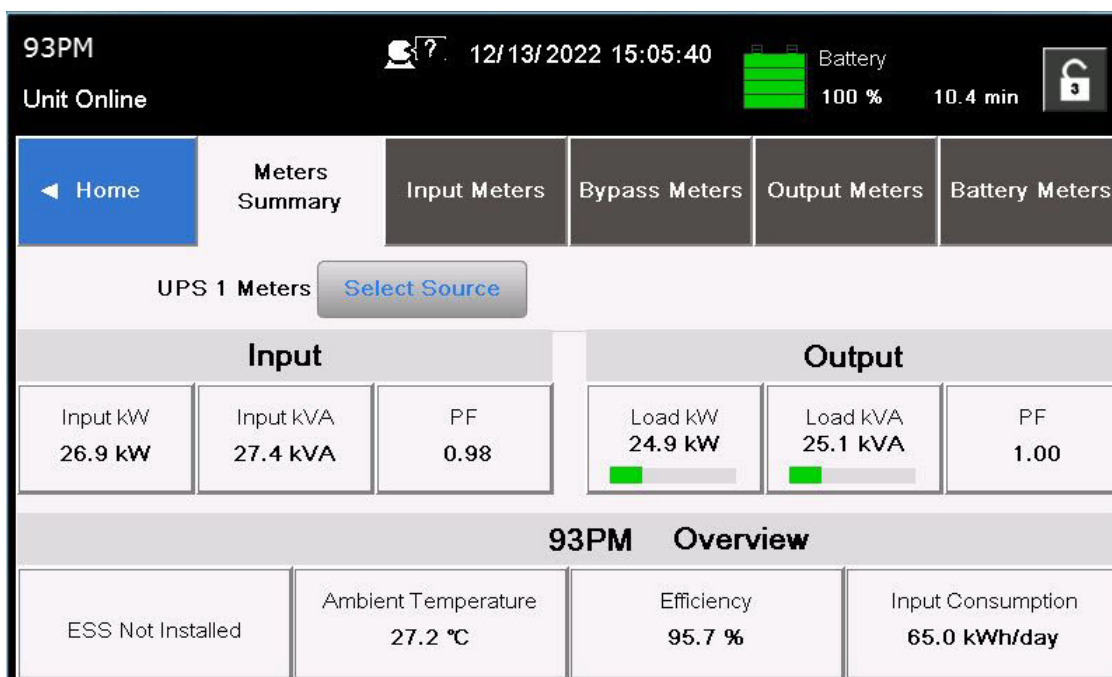 93PM
? 12/13/2022 15:05:40
Battery
Unit Online
100 % 10.4 min
3
◄ Home
Meters
Summary
Input Meters
Bypass Meters
Output Meters
Battery Meters
UPS 1 Meters Select Source
Input
Output
Input kW
26.9 kW
Input kVA
27.4 kVA
PF
0.98
Load kW
24.9 kW
Load kVA
25.1 kVA
PF
1.00
93PM Overview
ESS Not Installed
Ambient Temperature
27.2 °C
Efficiency
95.7 %
Input Consumption
65.0 kWh/day